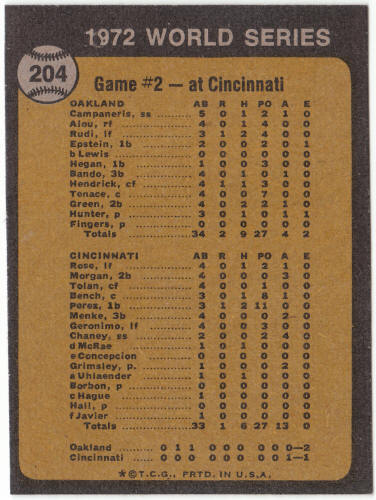 1972 WORLD SERIES
204
Game #2 — at Cincinnati
OAKLAND AB R H PO A E
Campaneris, ss ........ 5 0 1 2 1 0
Alou, rf ........ 4 0 1 4 0 0
Rudi, lf ........ 3 1 2 4 0 0
Epstein, 1b ........ 2 0 0 2 0 1
b Lewis ........ 0 0 0 0 0 0
Hegan, 1b ........ 1 0 0 3 0 0
Bando, 3b ........ 4 0 1 0 1 0
Hendrick, cf ........ 4 1 1 3 0 0
Tenace, c ........ 4 0 0 7 0 0
Green, 2b ........ 4 0 2 2 1 0
Hunter, p ........ 3 0 1 0 1 1
Fingers, p ........ 0 0 0 0 0 0
Totals ........ 34 2 9 27 4 2
CINCINNATI AB R H PO A E
Rose, lf ........ 4 0 1 2 1 0
Morgan, 2b ........ 4 0 0 0 3 0
Tolan, cf ........ 4 0 0 1 0 0
Bench, c ........ 3 0 1 8 1 0
Perez, 1b ........ 3 1 2 11 0 0
Menke, 3b ........ 4 0 0 0 2 0
Geronimo, lf ........ 4 0 0 3 0 0
Chaney, ss ........ 2 0 0 2 4 0
d McRae ........ 1 0 1 0 0 0
e Concepcion ........ 0 0 0 0 0 0
Grimsley, p ........ 0 0 0 0 2 0
a Uhlaender ........ 1 0 1 0 0 0
Borbon, p ........ 0 0 0 0 0 0
c Hague ........ 1 0 0 0 0 0
Hall, p ........ 0 0 0 0 0 0
f Javier ........ 0 0 0 0 0 0
Totals ........ 33 1 6 27 13 0
Oakland ........ 0 1 1 0 0 0 0 0 0—2
Cincinnati ........ 0 0 0 0 0 0 0 0 1—1
*© T.C.G., PRTD. IN U.S.A.